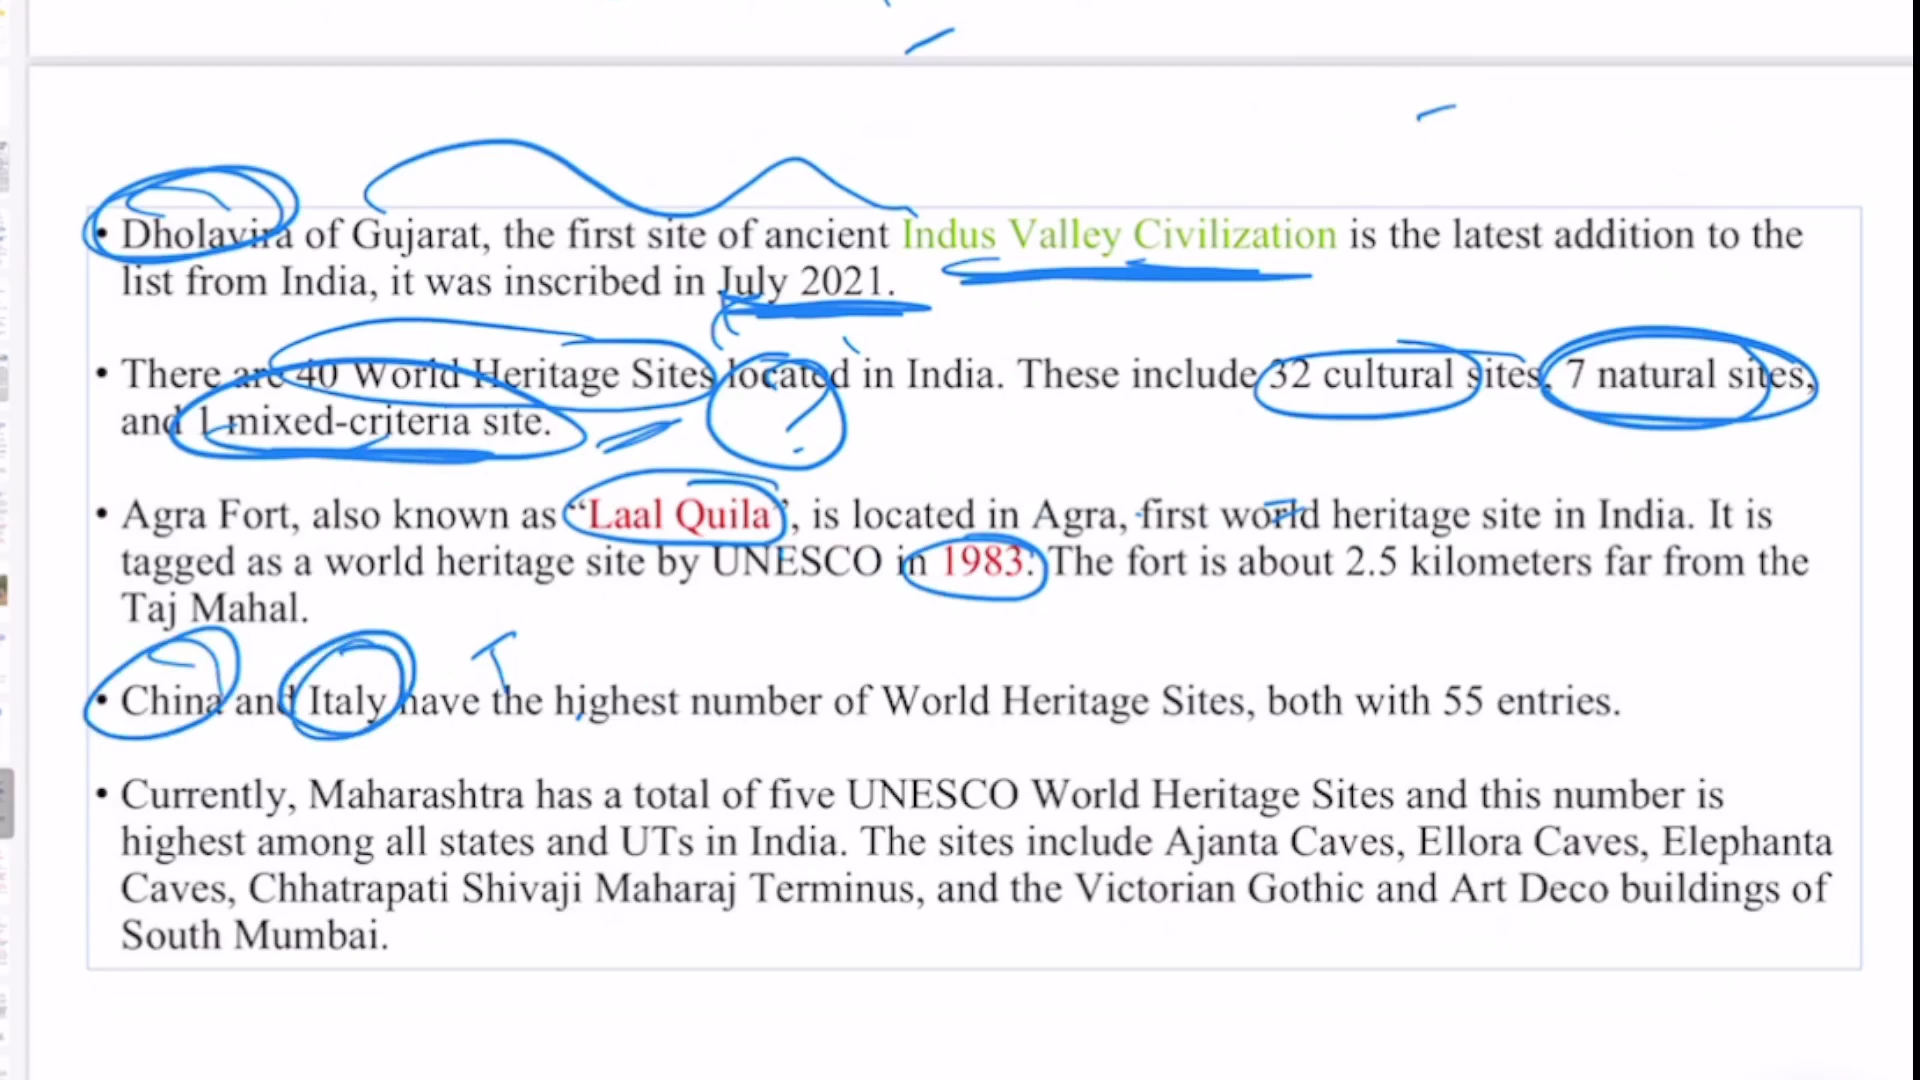 • Dholavira of Gujarat, the first site of ancient Indus Valley Civilization is the latest addition to the
list from India, it was inscribed in July 2021.
• There are 40 World Heritage Sites located in India. These include 32 cultural sites, 7 natural sites,
and 1 mixed-criteria site.
?
• Agra Fort, also known as “Laal Quila”, is located in Agra, first world heritage site in India. It is
tagged as a world heritage site by UNESCO in 1983. The fort is about 2.5 kilometers far from the
Taj Mahal.
• China and Italy have the highest number of World Heritage Sites, both with 55 entries.
• Currently, Maharashtra has a total of five UNESCO World Heritage Sites and this number is
highest among all states and UTs in India. The sites include Ajanta Caves, Ellora Caves, Elephanta
Caves, Chhatrapati Shivaji Maharaj Terminus, and the Victorian Gothic and Art Deco buildings of
South Mumbai.